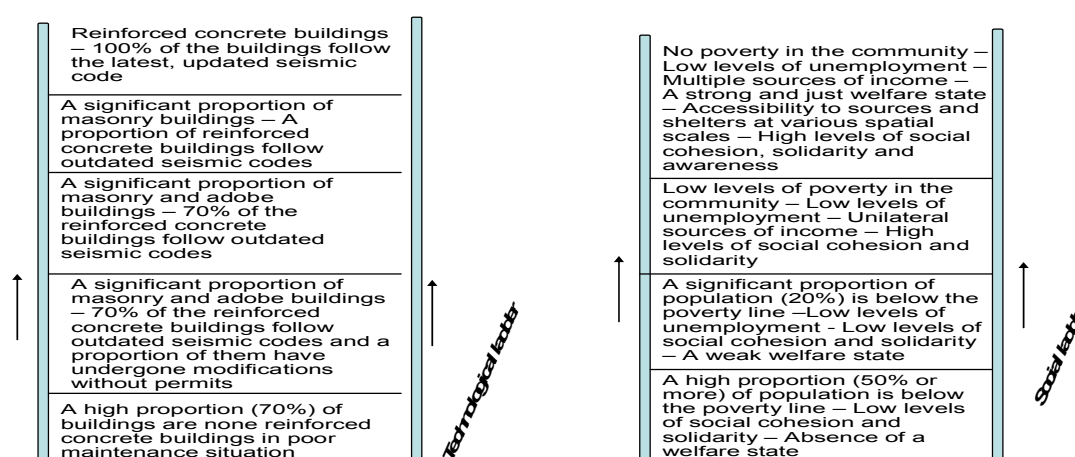 Reinforced concrete buildings
– 100% of the buildings follow
the latest, updated seismic
code
A significant proportion of
masonry buildings – A
proportion of reinforced
concrete buildings follow
outdated seismic codes
A significant proportion of
masonry and adobe
buildings – 70% of the
reinforced concrete
buildings follow outdated
seismic codes
A significant proportion of
masonry and adobe buildings
– 70% of the reinforced
concrete buildings follow
outdated seismic codes and a
proportion of them have
undergone modifications
without permits
A high proportion (70%) of
buildings are none reinforced
concrete buildings in poor
maintenance situation
Technological ladder
No poverty in the community –
Low levels of unemployment –
Multiple sources of income –
A strong and just welfare state
– Accessibility to sources and
shelters at various spatial
scales – High levels of social
cohesion, solidarity and
awareness
Low levels of poverty in the
community – Low levels of
unemployment – Unilateral
sources of income – High
levels of social cohesion and
solidarity
A significant proportion of
population (20%) is below the
poverty line –Low levels of
unemployment - Low levels of
social cohesion and solidarity
– A weak welfare state
A high proportion (50% or
more) of population is below
the poverty line – Low levels
of social cohesion and
solidarity – Absence of a
welfare state
Social